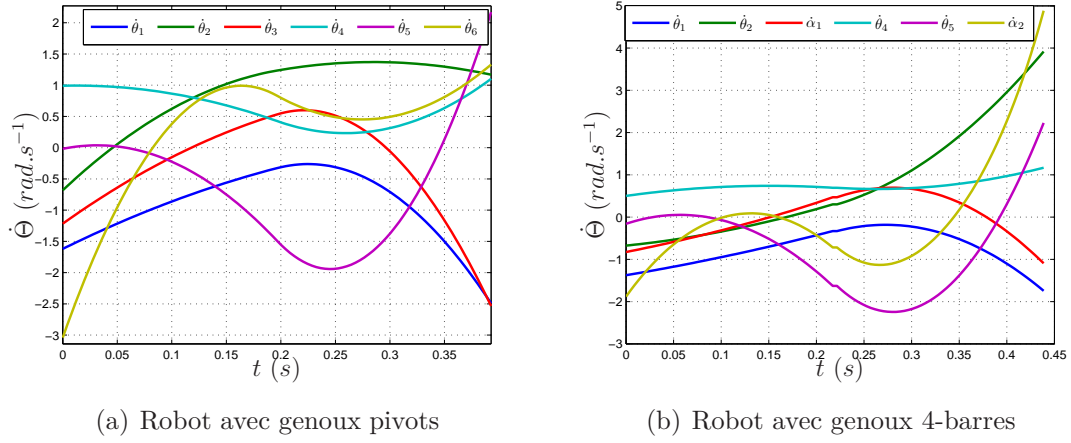 θ̇₁ θ̇₂ θ̇₃ θ̇₄ θ̇₅ θ̇₆
2
1.5
1
0.5
0
−0.5
−1
−1.5
−2
−2.5
−3
Θ̇ (rad.s⁻¹)
0 0.05 0.1 0.15 0.2 0.25 0.3 0.35
t (s)
(a) Robot avec genoux pivots
θ̇₁ θ̇₂ α̇₁ θ̇₄ θ̇₅ α̇₂
5
4
3
2
1
0
−1
−2
−3
Θ̇ (rad.s⁻¹)
0 0.05 0.1 0.15 0.2 0.25 0.3 0.35 0.4 0.45
t (s)
(b) Robot avec genoux 4-barres